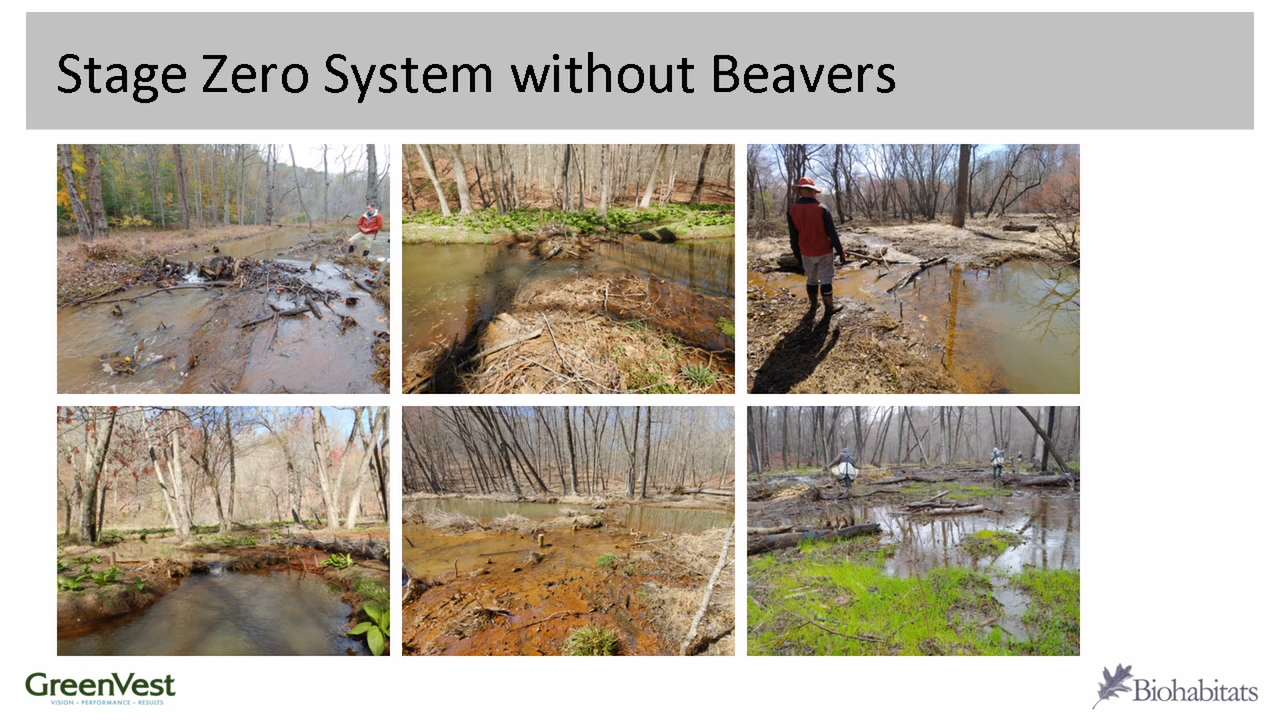 Stage Zero System without Beavers
GreenVest
VISION • PERFORMANCE • RESULTS
Biohabitats